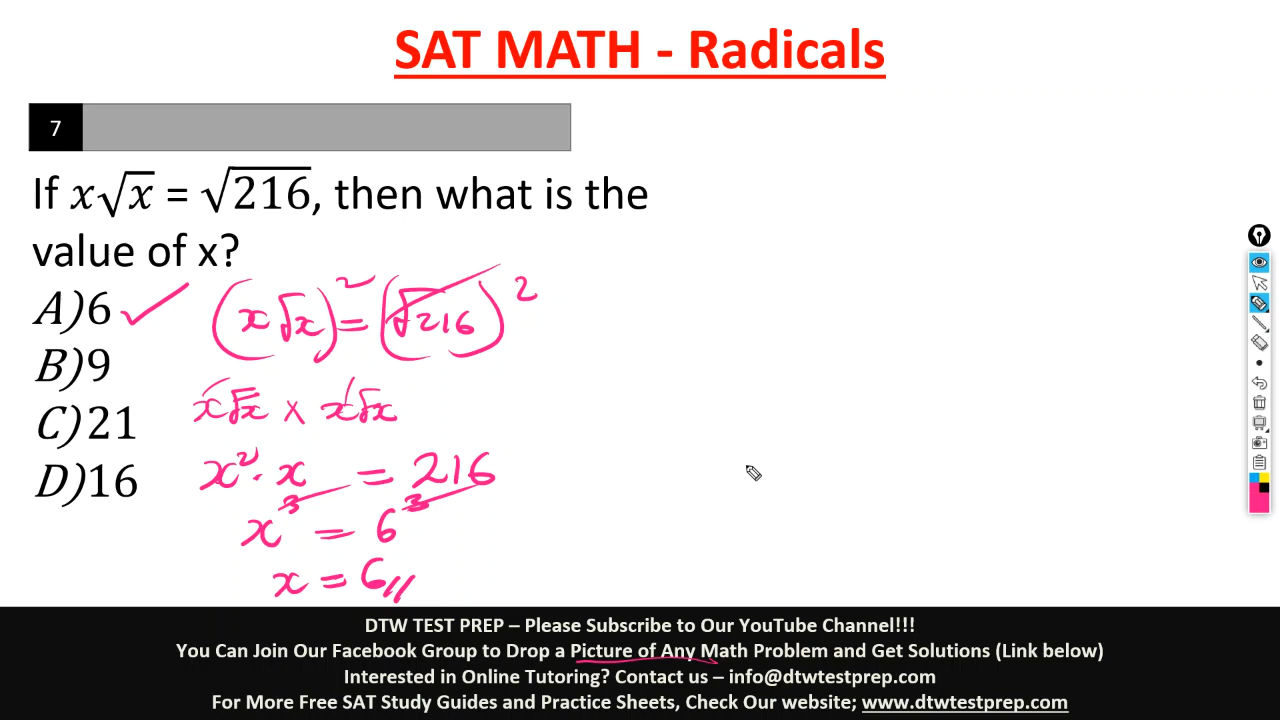 SAT MATH - Radicals
7
If x√x = √216, then what is the
value of x?
A)6 ✓
B)9
C)21
D)16
(x√x)² = (√216)²
x√x × x√x
x² · x = 216
x³ = 6³
x = 6
DTW TEST PREP – Please Subscribe to Our YouTube Channel!!!
You Can Join Our Facebook Group to Drop a Picture of Any Math Problem and Get Solutions (Link below)
Interested in Online Tutoring? Contact us – info@dtwtestprep.com
For More Free SAT Study Guides and Practice Sheets, Check Our website; www.dtwtestprep.com